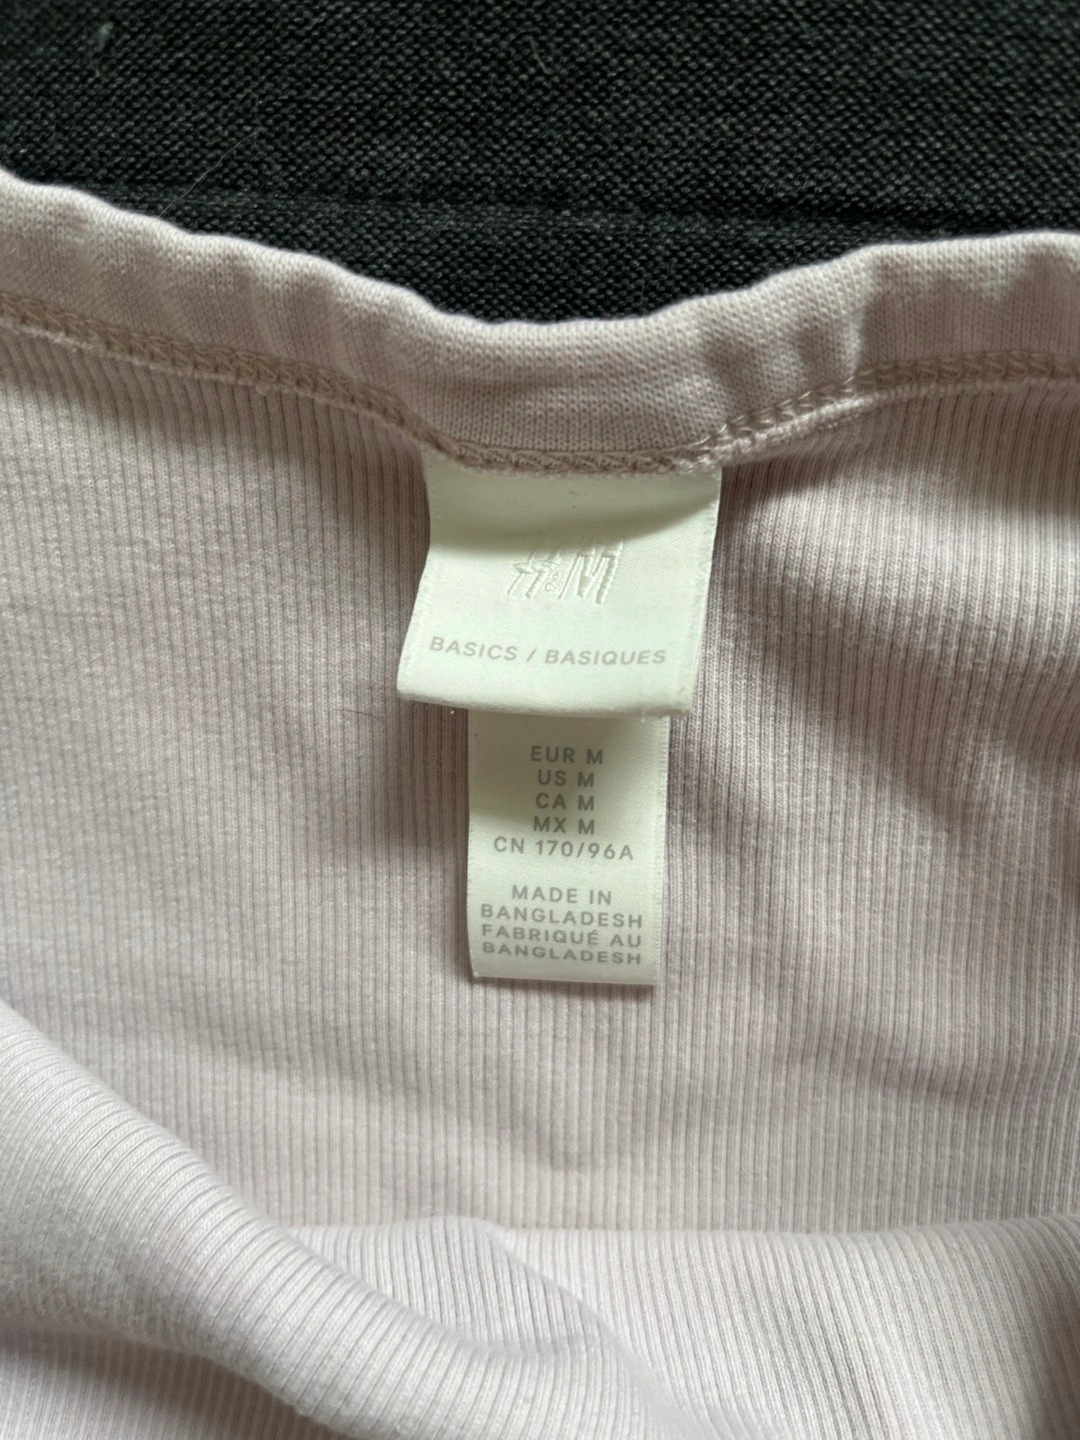 H&M
BASICS / BASIQUES
EUR M
US M
CA M
MX M
CN 170/96A
MADE IN
BANGLADESH
FABRIQUÉ AU
BANGLADESH